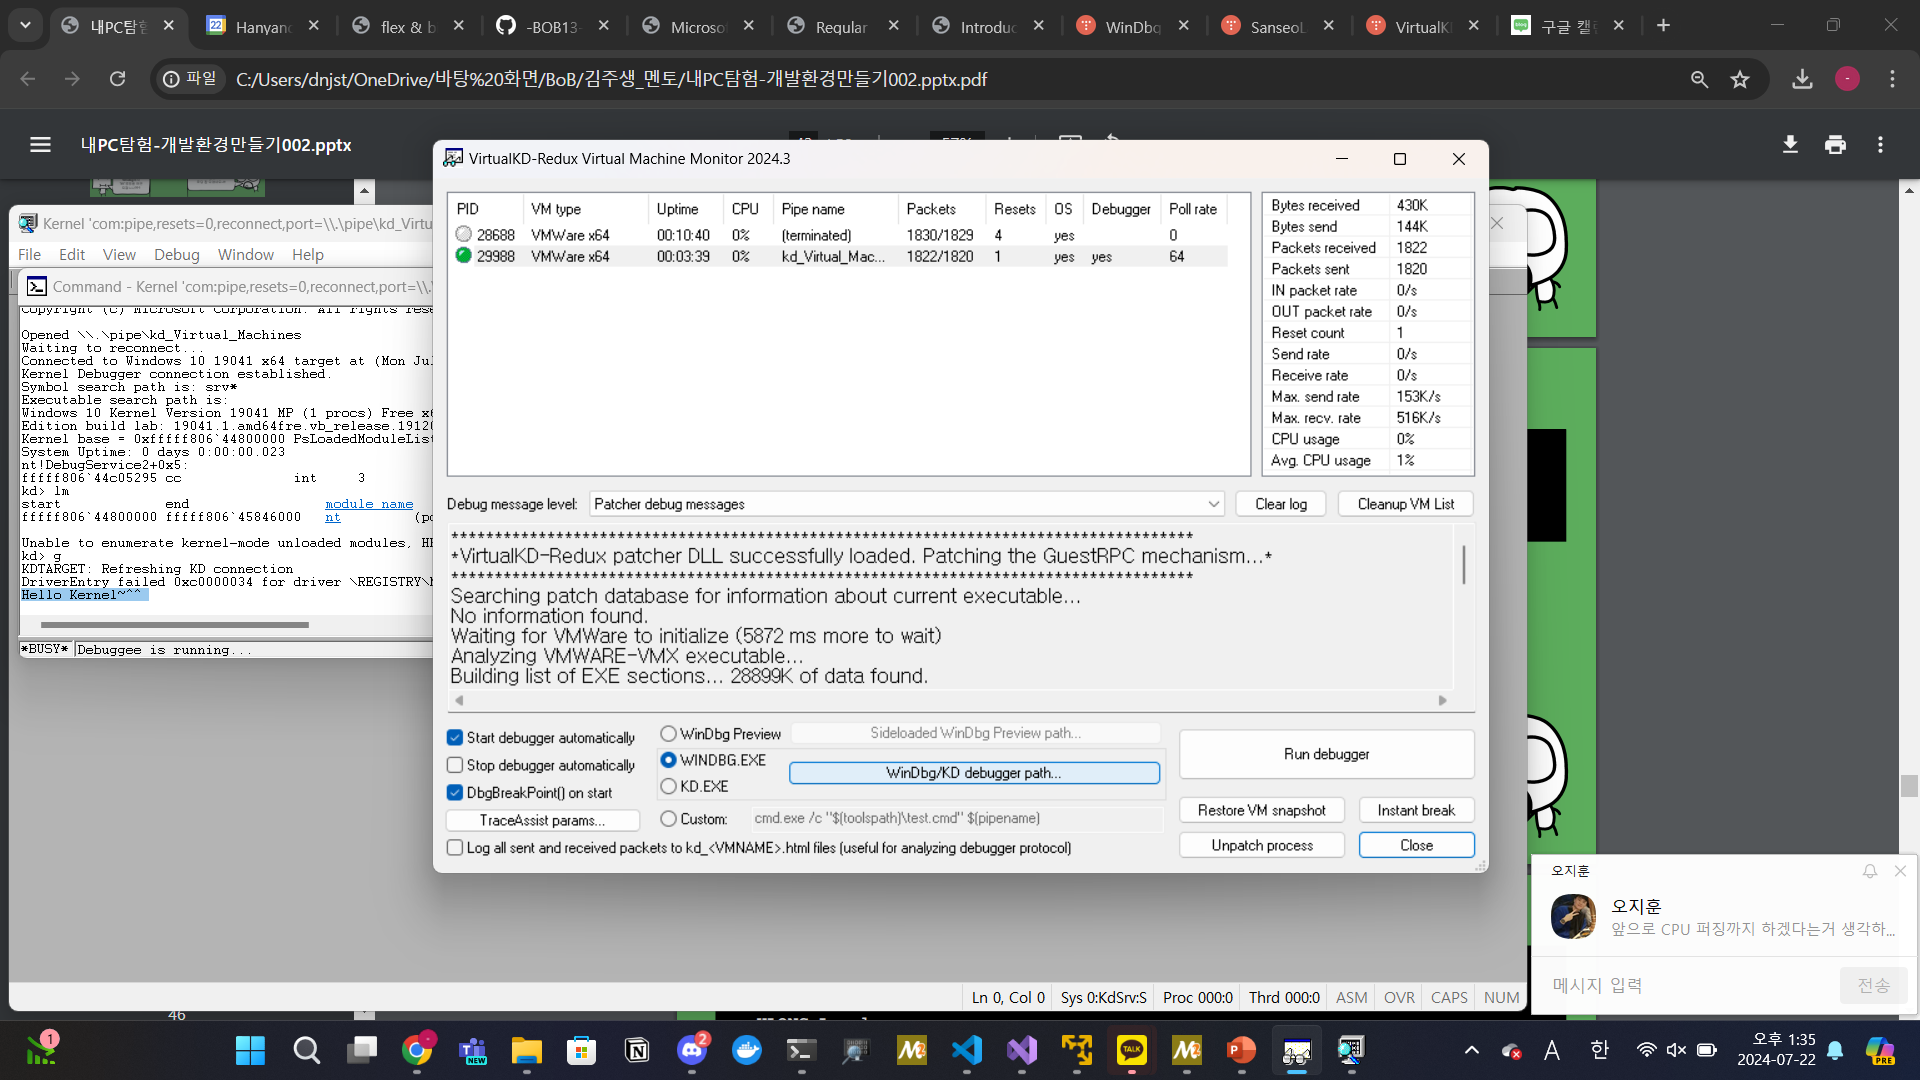 내PC탐험
Hanyang
flex & b
-BOB13-
Microsof
Regular
Introduc
WinDbg
SanseoL
VirtualKD
구글 캘린
파일
C:/Users/dnjst/OneDrive/바탕%20화면/BoB/김주생_멘토/내PC탐험-개발환경만들기002.pptx.pdf
내PC탐험-개발환경만들기002.pptx
Kernel 'com:pipe,resets=0,reconnect,port=\\.\pipe\kd_Virtu
File Edit View Debug Window Help
Command - Kernel 'com:pipe,resets=0,reconnect,port=\\.\
Copyright (c) Microsoft Corporation. All rights rese
Opened \\.\pipe\kd_Virtual_Machines
Waiting to reconnect...
Connected to Windows 10 19041 x64 target at (Mon Jul
Kernel Debugger connection established.
Symbol search path is: srv*
Executable search path is:
Windows 10 Kernel Version 19041 MP (1 procs) Free x6
Edition build lab: 19041.1.amd64fre.vb_release.19120
Kernel base = 0xfffff806`44800000 PsLoadedModuleList
System Uptime: 0 days 0:00:00.023
nt!DebugService2+0x5:
fffff806`44c05295 cc int 3
kd> lm
start end module name
fffff806`44800000 fffff806`45846000 nt (p
Unable to enumerate kernel-mode unloaded modules, HR
kd> g
KDTARGET: Refreshing KD connection
DriverEntry failed 0xc0000034 for driver \REGISTRY\
Hello Kernel~^^
*BUSY* Debuggee is running...
VirtualKD-Redux Virtual Machine Monitor 2024.3
PID VM type Uptime CPU Pipe name Packets Resets OS Debugger Poll rate
28688 VMWare x64 00:10:40 0% (terminated) 1830/1829 4 yes 0
29988 VMWare x64 00:03:39 0% kd_Virtual_Mac... 1822/1820 1 yes yes 64
Bytes received 430K
Bytes send 144K
Packets received 1822
Packets sent 1820
IN packet rate 0/s
OUT packet rate 0/s
Reset count 1
Send rate 0/s
Receive rate 0/s
Max. send rate 153K/s
Max. recv. rate 516K/s
CPU usage 0%
Avg. CPU usage 1%
Debug message level: Patcher debug messages Clear log Cleanup VM List
*VirtualKD-Redux patcher DLL successfully loaded. Patching the GuestRPC mechanism...*
Searching patch database for information about current executable...
No information found.
Waiting for VMWare to initialize (5872 ms more to wait)
Analyzing VMWARE-VMX executable...
Building list of EXE sections... 28899K of data found.
Start debugger automatically
Stop debugger automatically
DbgBreakPoint() on start
TraceAssist params...
WinDbg Preview Sideloaded WinDbg Preview path...
WINDBG.EXE
KD.EXE
WinDbg/KD debugger path...
Custom: cmd.exe /c "$(toolspath)\test.cmd" $(pipename)
Log all sent and received packets to kd_<VMNAME>.html files (useful for analyzing debugger protocol)
Run debugger
Restore VM snapshot Instant break
Unpatch process Close
오지훈
오지훈
앞으로 CPU 퍼징까지 하겠다는거 생각하...
메시지 입력 전송
Ln 0, Col 0 Sys 0:KdSrv:S Proc 000:0 Thrd 000:0 ASM OVR CAPS NUM
46
1
NEW
2
TALK
A
한
오후 1:35
2024-07-22
PRE